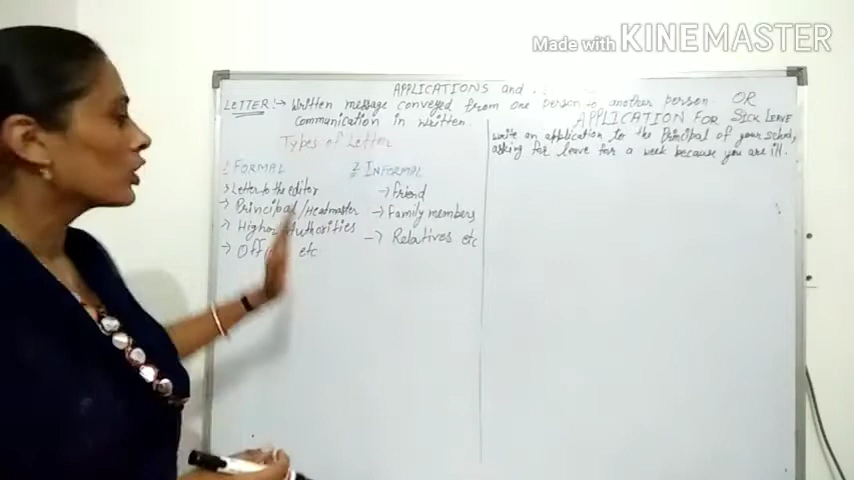 Made with KINEMASTER
APPLICATIONS and
LETTER :→ Written message conveyed from one person to another person. OR
communication in written.
Types of Letter
1 FORMAL
→ Letter to the editor
→ Principal/Headmaster
→ Higher Authorities
→ Off etc
2 INFORMAL
→ friend
→ Family members
→ Relatives etc
APPLICATION FOR SICK LEAVE
write an application to the Principal of your school,
asking for leave for a week because you are ill.